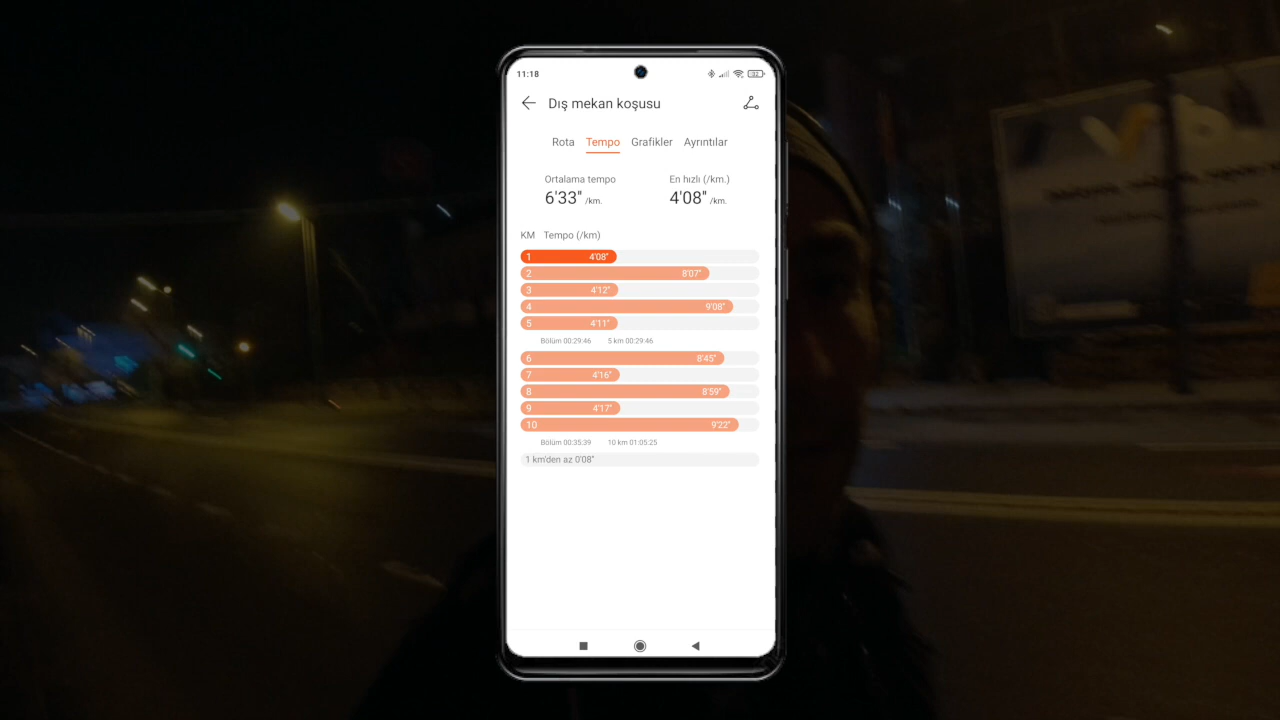 11:18
Dış mekan koşusu
Rota Tempo Grafikler Ayrıntılar
Ortalama tempo En hızlı (/km.)
6'33" /km. 4'08" /km.
KM Tempo (/km)
1 4'08"
2 8'07"
3 4'12"
4 9'08"
5 4'11"
Bölüm 00:29:46 5 km 00:29:46
6 8'45"
7 4'16"
8 8'59"
9 4'17"
10 9'22"
Bölüm 00:35:39 10 km 01:05:25
1 km'den az 0'08"